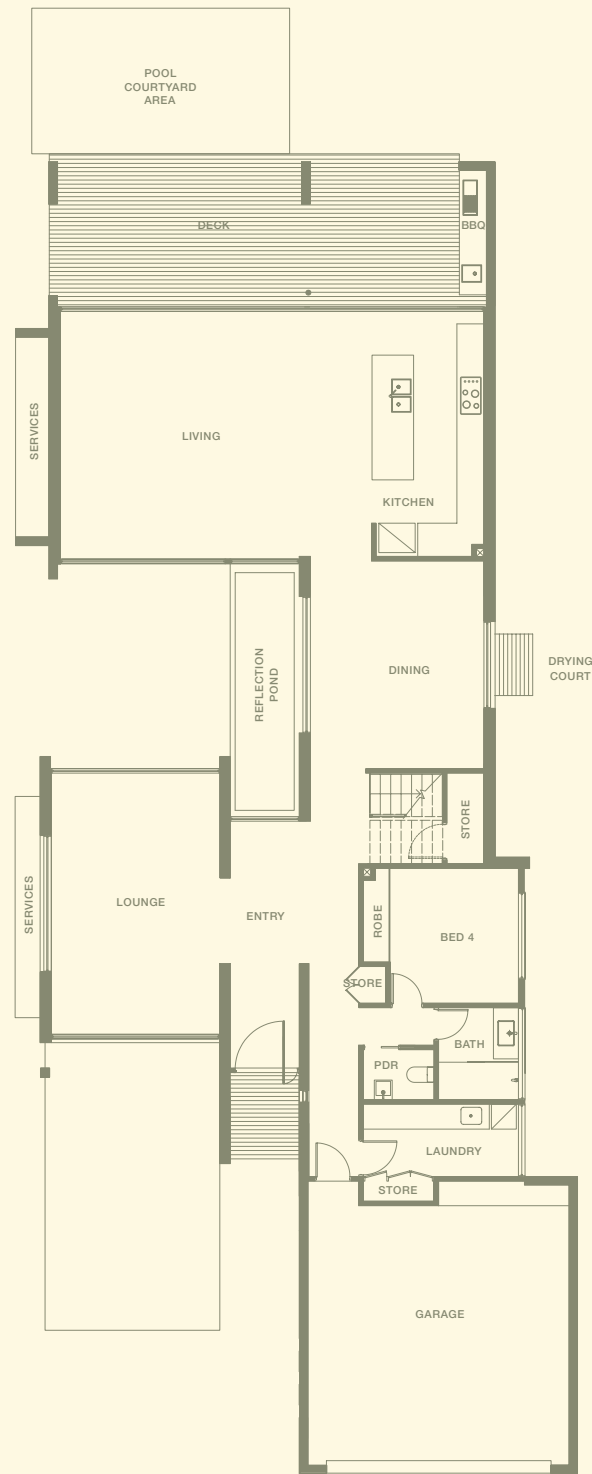 POOL
COURTYARD
AREA
DECK
BBQ
SERVICES
LIVING
KITCHEN
REFLECTION
POND
DINING
DRYING
COURT
STORE
SERVICES
LOUNGE
ENTRY
ROBE
BED 4
STORE
BATH
PDR
LAUNDRY
STORE
GARAGE